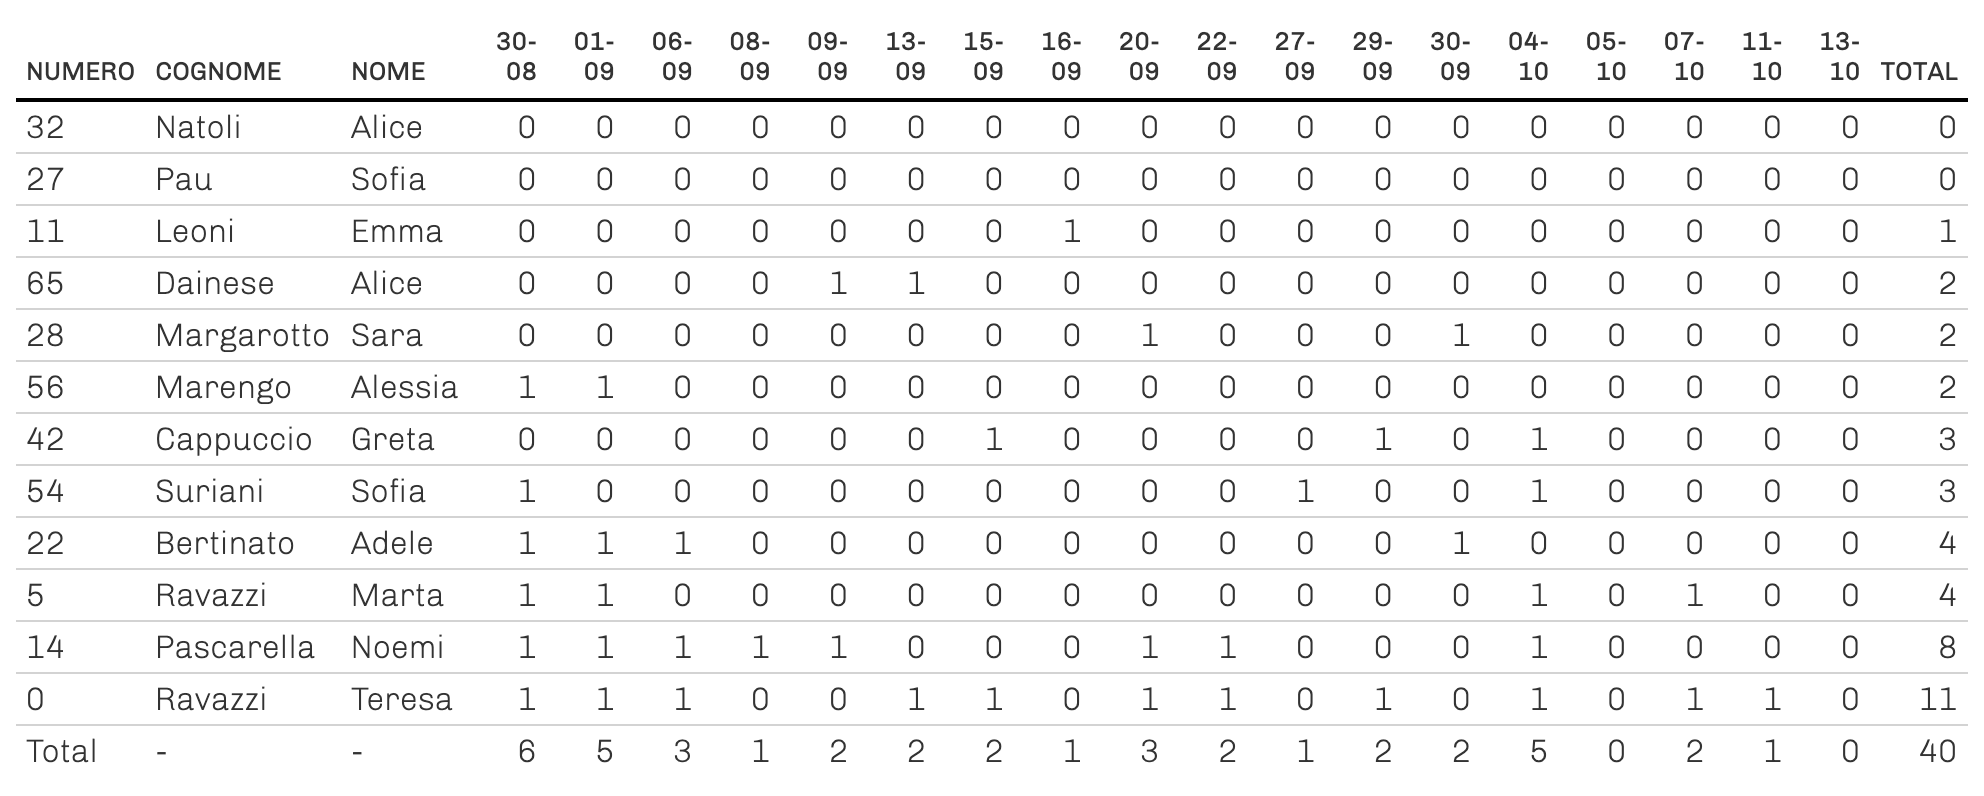 NUMERO COGNOME NOME 30-08 01-09 06-09 08-09 09-09 13-09 15-09 16-09 20-09 22-09 27-09 29-09 30-09 04-10 05-10 07-10 11-10 13-10 TOTAL
32 Natoli Alice 0 0 0 0 0 0 0 0 0 0 0 0 0 0 0 0 0 0 0
27 Pau Sofia 0 0 0 0 0 0 0 0 0 0 0 0 0 0 0 0 0 0 0
11 Leoni Emma 0 0 0 0 0 0 0 1 0 0 0 0 0 0 0 0 0 0 1
65 Dainese Alice 0 0 0 0 1 1 0 0 0 0 0 0 0 0 0 0 0 0 2
28 Margarotto Sara 0 0 0 0 0 0 0 0 1 0 0 0 1 0 0 0 0 0 2
56 Marengo Alessia 1 1 0 0 0 0 0 0 0 0 0 0 0 0 0 0 0 0 2
42 Cappuccio Greta 0 0 0 0 0 0 1 0 0 0 0 1 0 1 0 0 0 0 3
54 Suriani Sofia 1 0 0 0 0 0 0 0 0 0 1 0 0 1 0 0 0 0 3
22 Bertinato Adele 1 1 1 0 0 0 0 0 0 0 0 0 1 0 0 0 0 0 4
5 Ravazzi Marta 1 1 0 0 0 0 0 0 0 0 0 0 0 1 0 1 0 0 4
14 Pascarella Noemi 1 1 1 1 1 0 0 0 1 1 0 0 0 1 0 0 0 0 8
0 Ravazzi Teresa 1 1 1 0 0 1 1 0 1 1 0 1 0 1 0 1 1 0 11
Total - - 6 5 3 1 2 2 2 1 3 2 1 2 2 5 0 2 1 0 40